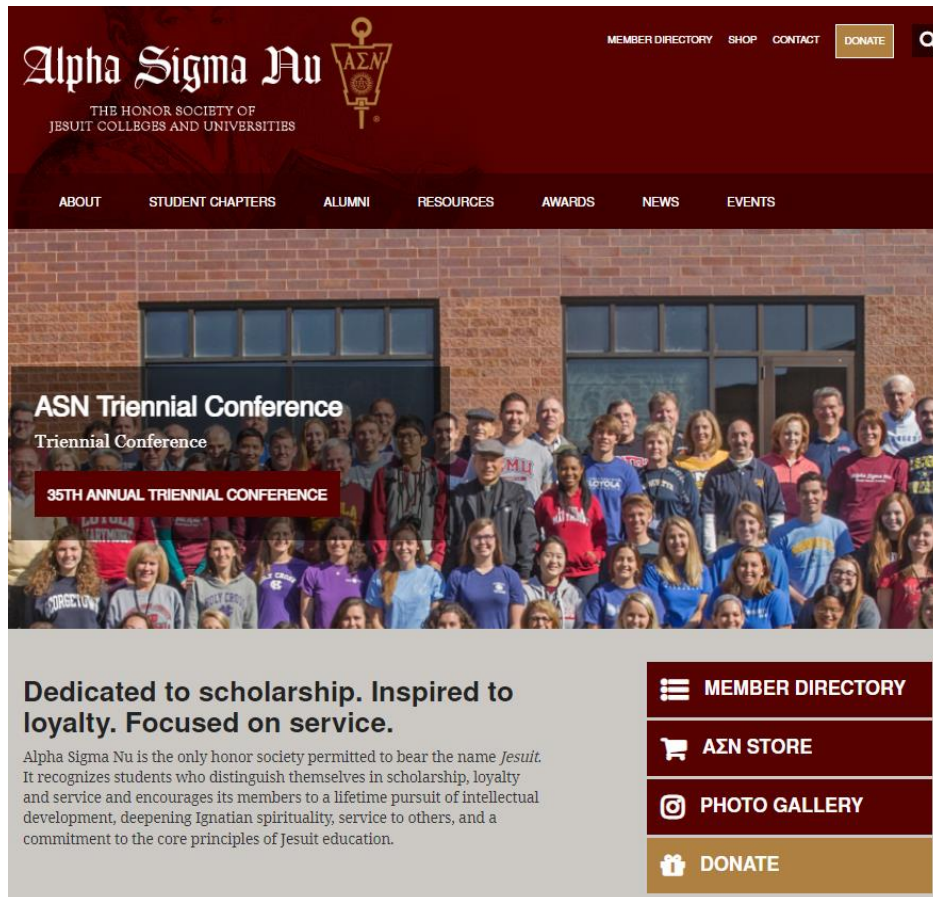 Alpha Sigma Nu
ΑΣΝ
THE HONOR SOCIETY OF
JESUIT COLLEGES AND UNIVERSITIES
MEMBER DIRECTORY SHOP CONTACT DONATE
ABOUT STUDENT CHAPTERS ALUMNI RESOURCES AWARDS NEWS EVENTS
ASN Triennial Conference
Triennial Conference
35TH ANNUAL TRIENNIAL CONFERENCE
LOYOLA
HOLY CROSS
Dedicated to scholarship. Inspired to
loyalty. Focused on service.
Alpha Sigma Nu is the only honor society permitted to bear the name Jesuit.
It recognizes students who distinguish themselves in scholarship, loyalty
and service and encourages its members to a lifetime pursuit of intellectual
development, deepening Ignatian spirituality, service to others, and a
commitment to the core principles of Jesuit education.
MEMBER DIRECTORY
ΑΣΝ STORE
PHOTO GALLERY
DONATE